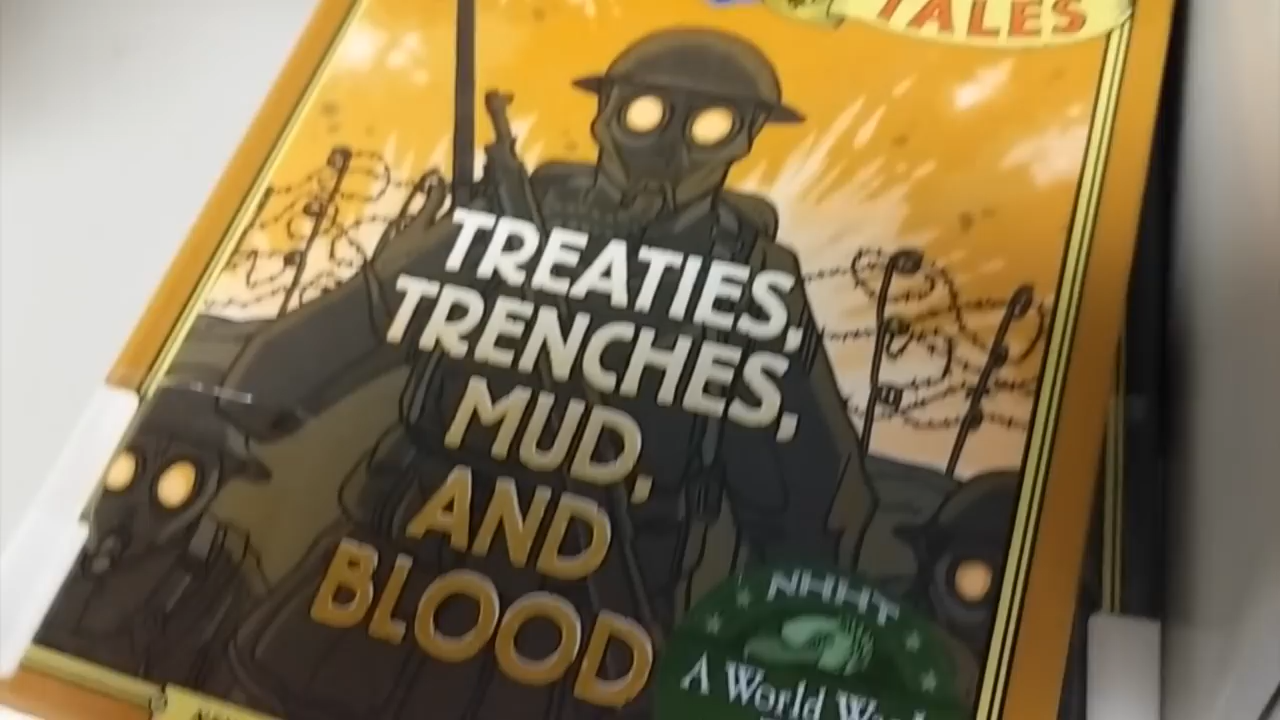 TALES
TREATIES,
TRENCHES,
MUD,
AND
BLOOD
NHHT
A World War